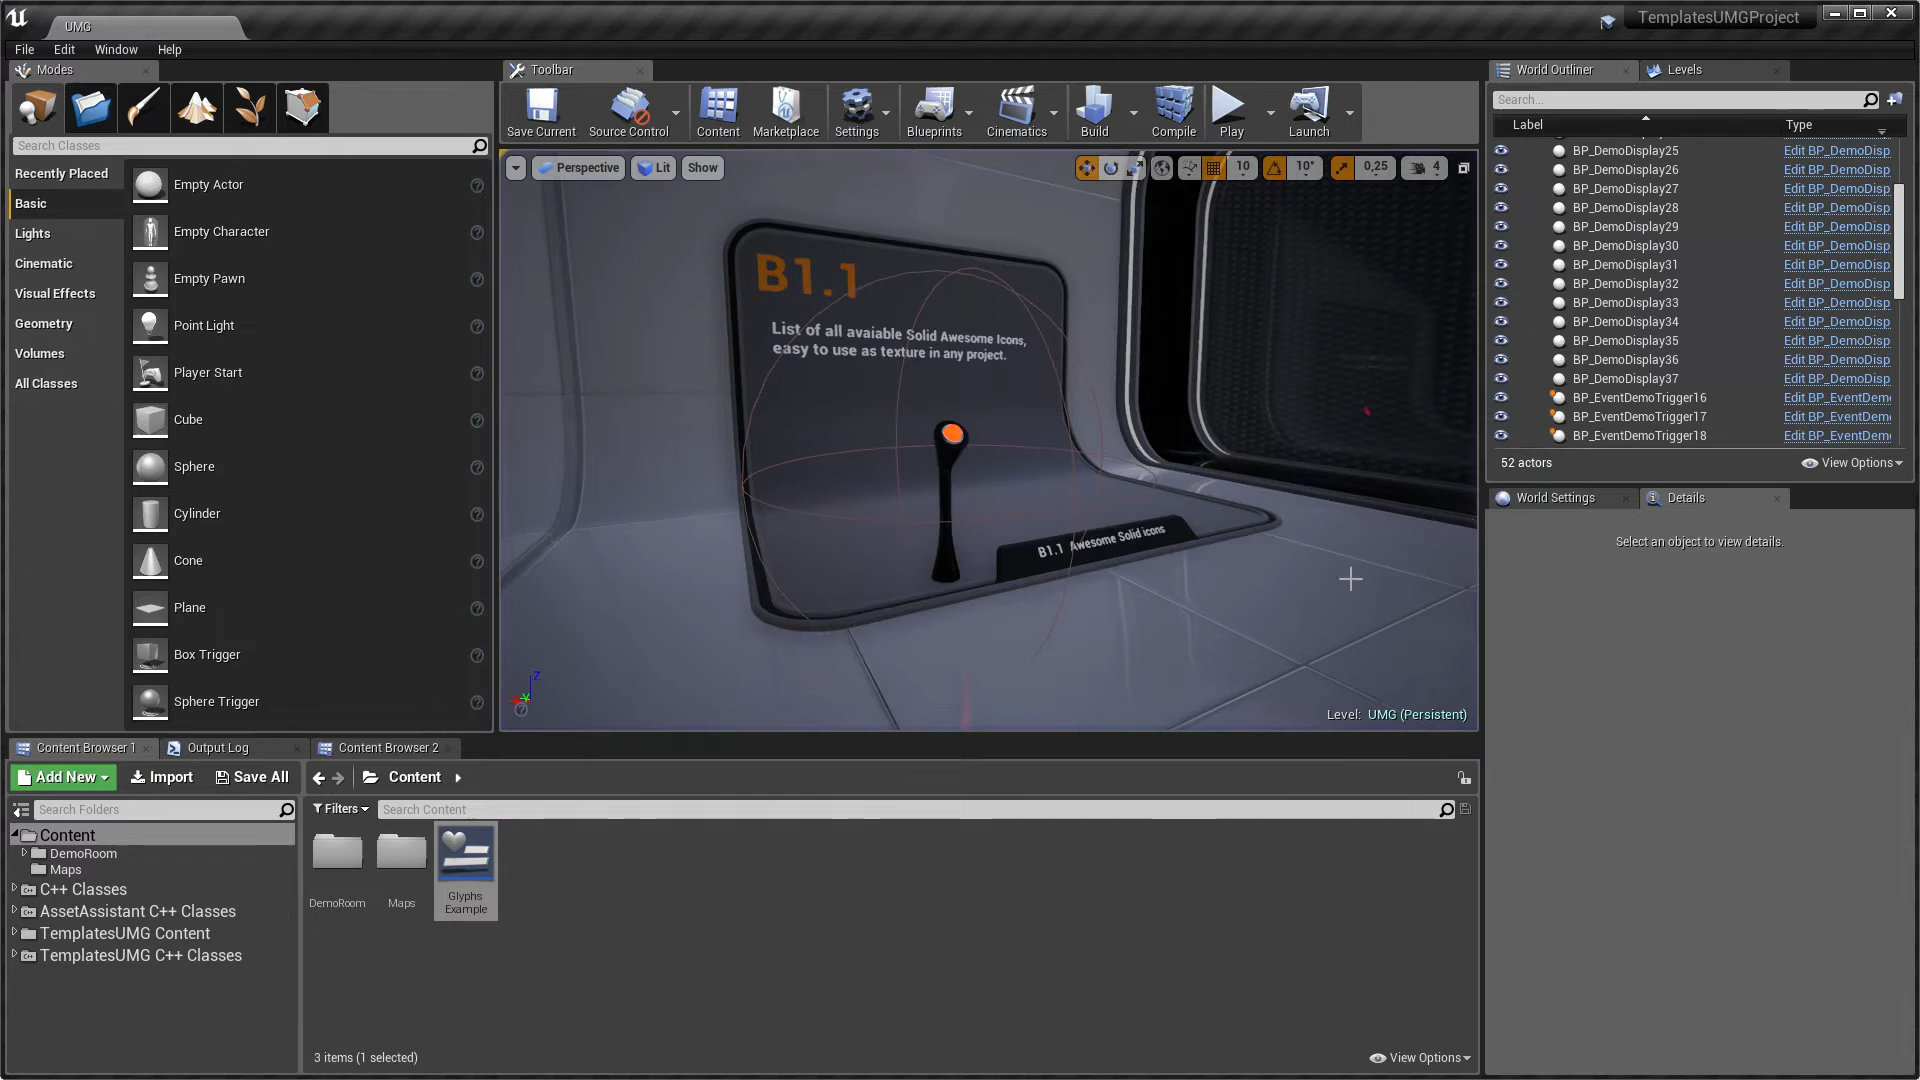 UMG
TemplatesUMGProject
File Edit Window Help
Modes
Toolbar
World Outliner
Levels
Save Current
Source Control
Content
Marketplace
Settings
Blueprints
Cinematics
Build
Compile
Play
Launch
Search...
Label
Type
Search Classes
Recently Placed
Basic
Lights
Cinematic
Visual Effects
Geometry
Volumes
All Classes
Empty Actor
Empty Character
Empty Pawn
Point Light
Player Start
Cube
Sphere
Cylinder
Cone
Plane
Box Trigger
Sphere Trigger
Perspective
Lit
Show
10
10°
0,25
4
B1.1
List of all avaiable Solid Awesome Icons,
easy to use as texture in any project.
B1.1 Awesome Solid icons
Z
Y
Level: UMG (Persistent)
BP_DemoDisplay25 Edit BP_DemoDisp
BP_DemoDisplay26 Edit BP_DemoDisp
BP_DemoDisplay27 Edit BP_DemoDisp
BP_DemoDisplay28 Edit BP_DemoDisp
BP_DemoDisplay29 Edit BP_DemoDisp
BP_DemoDisplay30 Edit BP_DemoDisp
BP_DemoDisplay31 Edit BP_DemoDisp
BP_DemoDisplay32 Edit BP_DemoDisp
BP_DemoDisplay33 Edit BP_DemoDisp
BP_DemoDisplay34 Edit BP_DemoDisp
BP_DemoDisplay35 Edit BP_DemoDisp
BP_DemoDisplay36 Edit BP_DemoDisp
BP_DemoDisplay37 Edit BP_DemoDisp
BP_EventDemoTrigger16 Edit BP_EventDem
BP_EventDemoTrigger17 Edit BP_EventDem
BP_EventDemoTrigger18 Edit BP_EventDem
52 actors
View Options
World Settings
Details
Select an object to view details.
Content Browser 1
Output Log
Content Browser 2
Add New
Import
Save All
Content
Search Folders
Filters
Search Content
Content
DemoRoom
Maps
C++ Classes
AssetAssistant C++ Classes
TemplatesUMG Content
TemplatesUMG C++ Classes
DemoRoom
Maps
Glyphs
Example
3 items (1 selected)
View Options